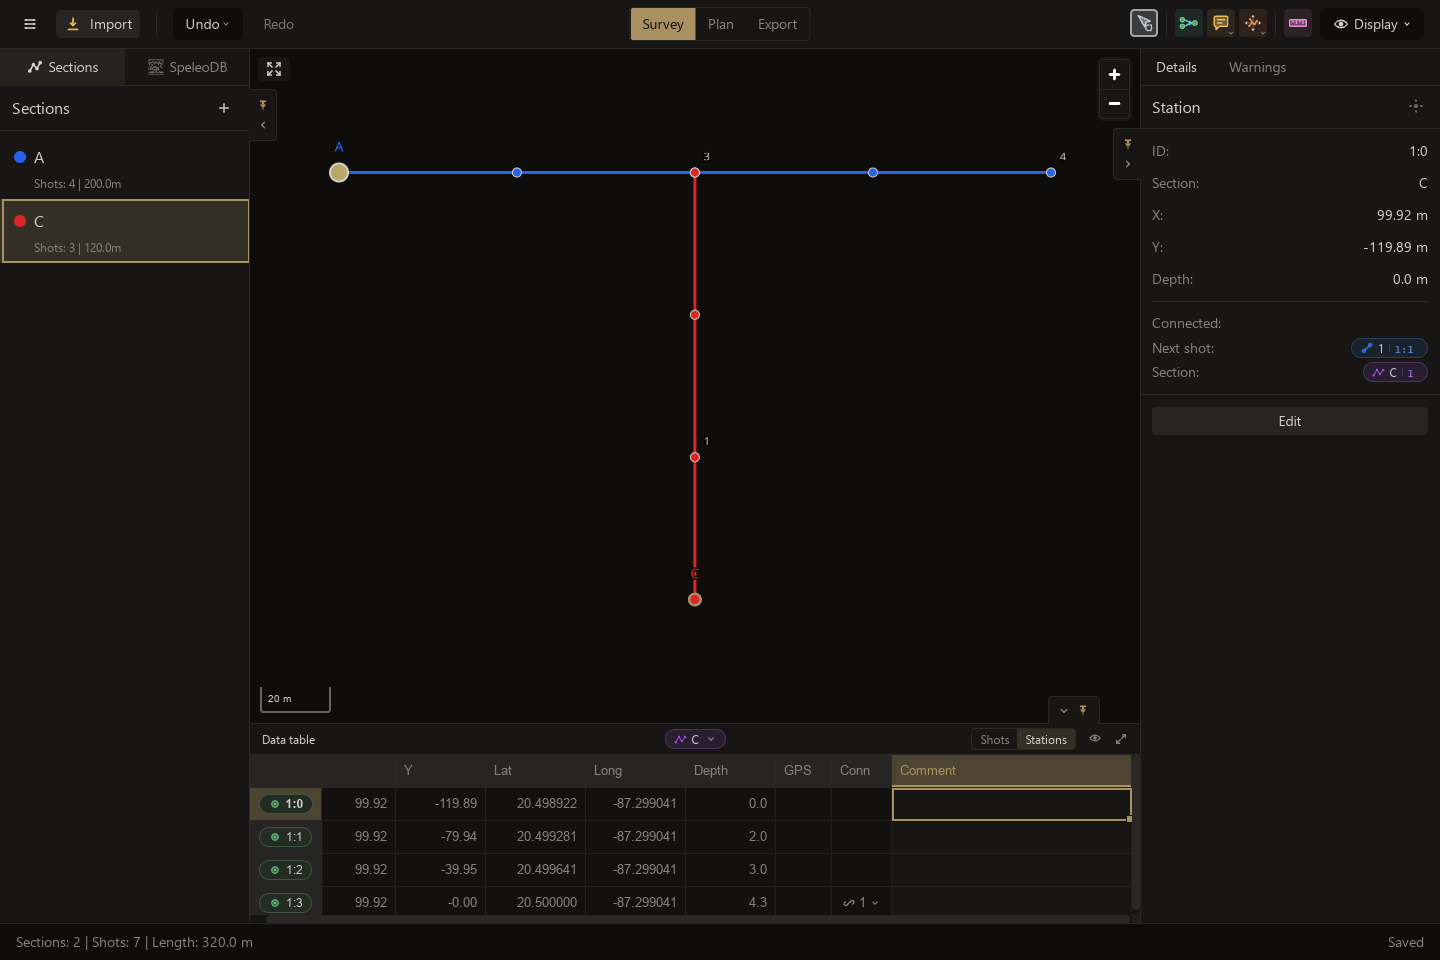 Import
Undo
Redo
Survey
Plan
Export
Display
Sections
SpeleoDB
Details
Warnings
Sections
Station
A
Shots: 4 | 200.0m
C
Shots: 3 | 120.0m
A
3
4
1
C
20 m
ID: 1:0
Section: C
X: 99.92 m
Y: -119.89 m
Depth: 0.0 m
Connected:
Next shot: 1 | 1:1
Section: C | 1
Edit
Data table
C
Shots
Stations
Y Lat Long Depth GPS Conn Comment
1:0 99.92 -119.89 20.498922 -87.299041 0.0
1:1 99.92 -79.94 20.499281 -87.299041 2.0
1:2 99.92 -39.95 20.499641 -87.299041 3.0
1:3 99.92 -0.00 20.500000 -87.299041 4.3 1
Sections: 2 | Shots: 7 | Length: 320.0 m
Saved